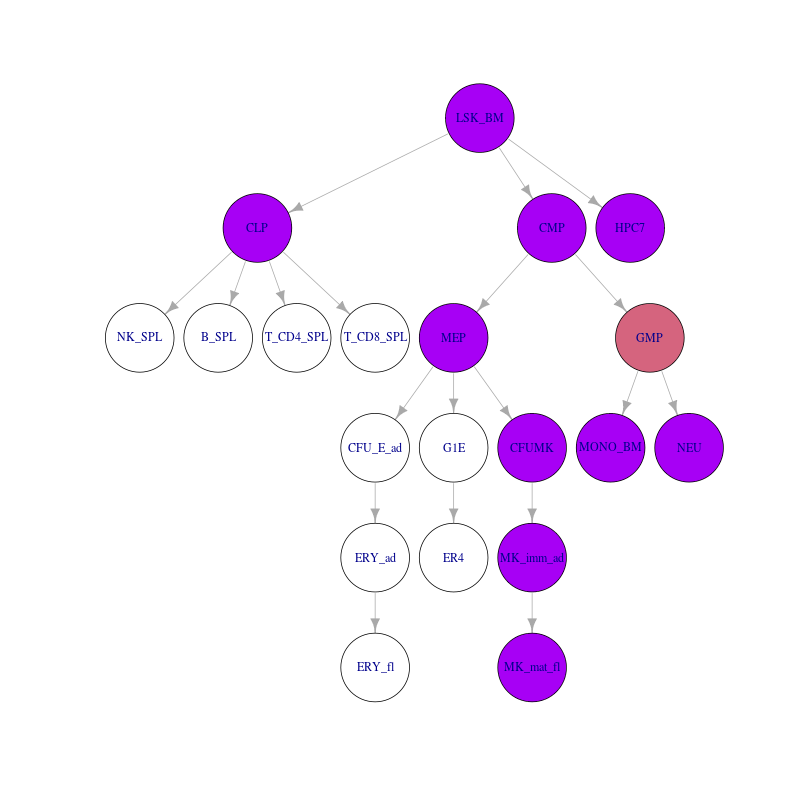 LSK_BM
CLP
CMP
HPC7
NK_SPL
B_SPL
T_CD4_SPL
T_CD8_SPL
MEP
GMP
CFU_E_ad
G1E
CFUMK
MONO_BM
NEU
ERY_ad
ER4
MK_imm_ad
ERY_fl
MK_mat_fl